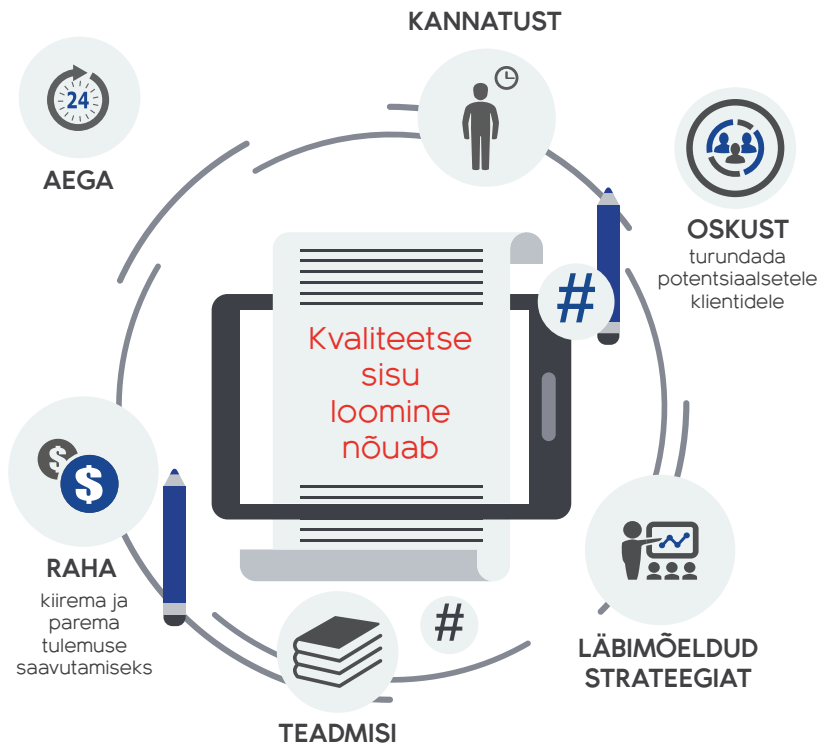 KANNATUST
24
AEGA
OSKUST
turundada
potentsiaalsetele
klientidele
#
Kvaliteetse
sisu
loomine
nõuab
$
$
RAHA
kiirema ja
parema
tulemuse
saavutamiseks
#
LÄBIMÕELDUD
STRATEEGIAT
TEADMISI